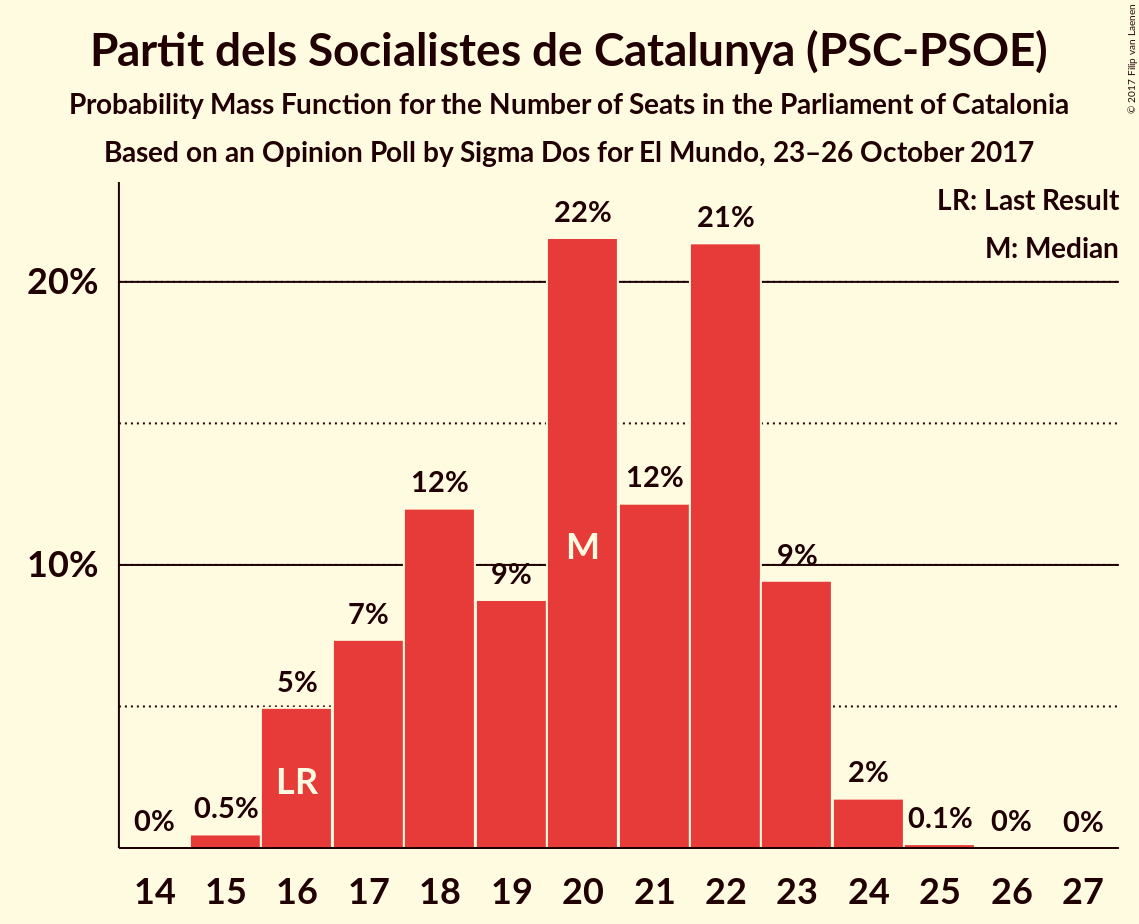 Partit dels Socialistes de Catalunya (PSC-PSOE)
Probability Mass Function for the Number of Seats in the Parliament of Catalonia
Based on an Opinion Poll by Sigma Dos for El Mundo, 23–26 October 2017
© 2017 Filip van Laenen
LR: Last Result
M: Median
20%
10%
0%
0.5%
5%
7%
12%
9%
22%
12%
21%
9%
2%
0.1%
0%
0%
LR
M
14 15 16 17 18 19 20 21 22 23 24 25 26 27